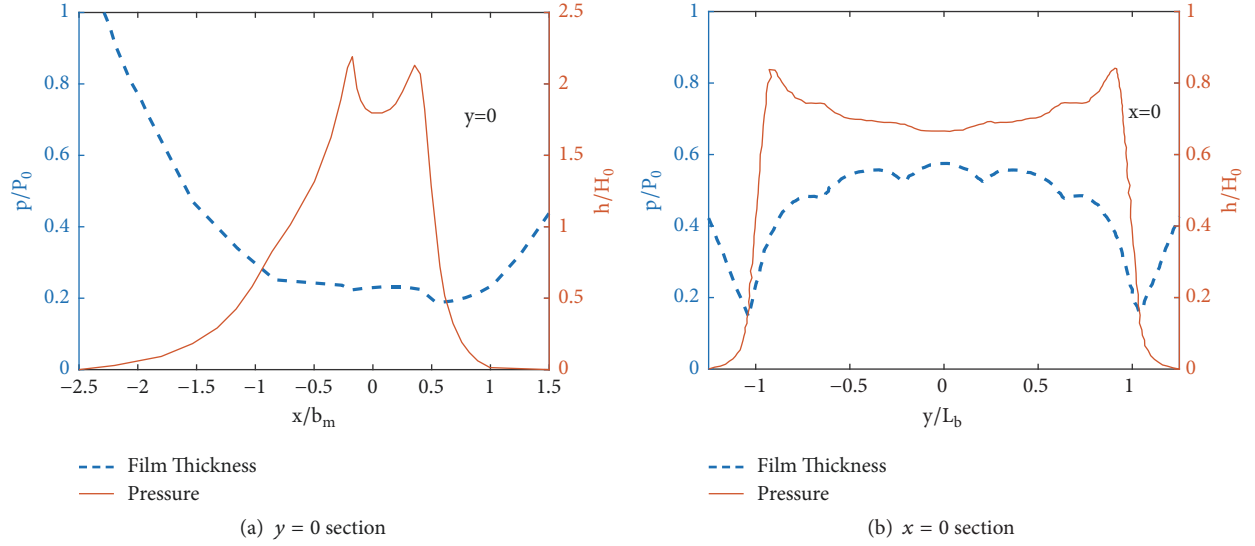 1
0.8
0.6
0.4
0.2
0
p/P0
2.5
2
1.5
1
0.5
0
h/H0
y=0
−2.5 −2 −1.5 −1 −0.5 0 0.5 1 1.5
x/bm
Film Thickness
Pressure
(a) y = 0 section
1
0.8
0.6
0.4
0.2
0
p/P0
1
0.8
0.6
0.4
0.2
0
h/H0
x=0
−1 −0.5 0 0.5 1
y/Lb
Film Thickness
Pressure
(b) x = 0 section